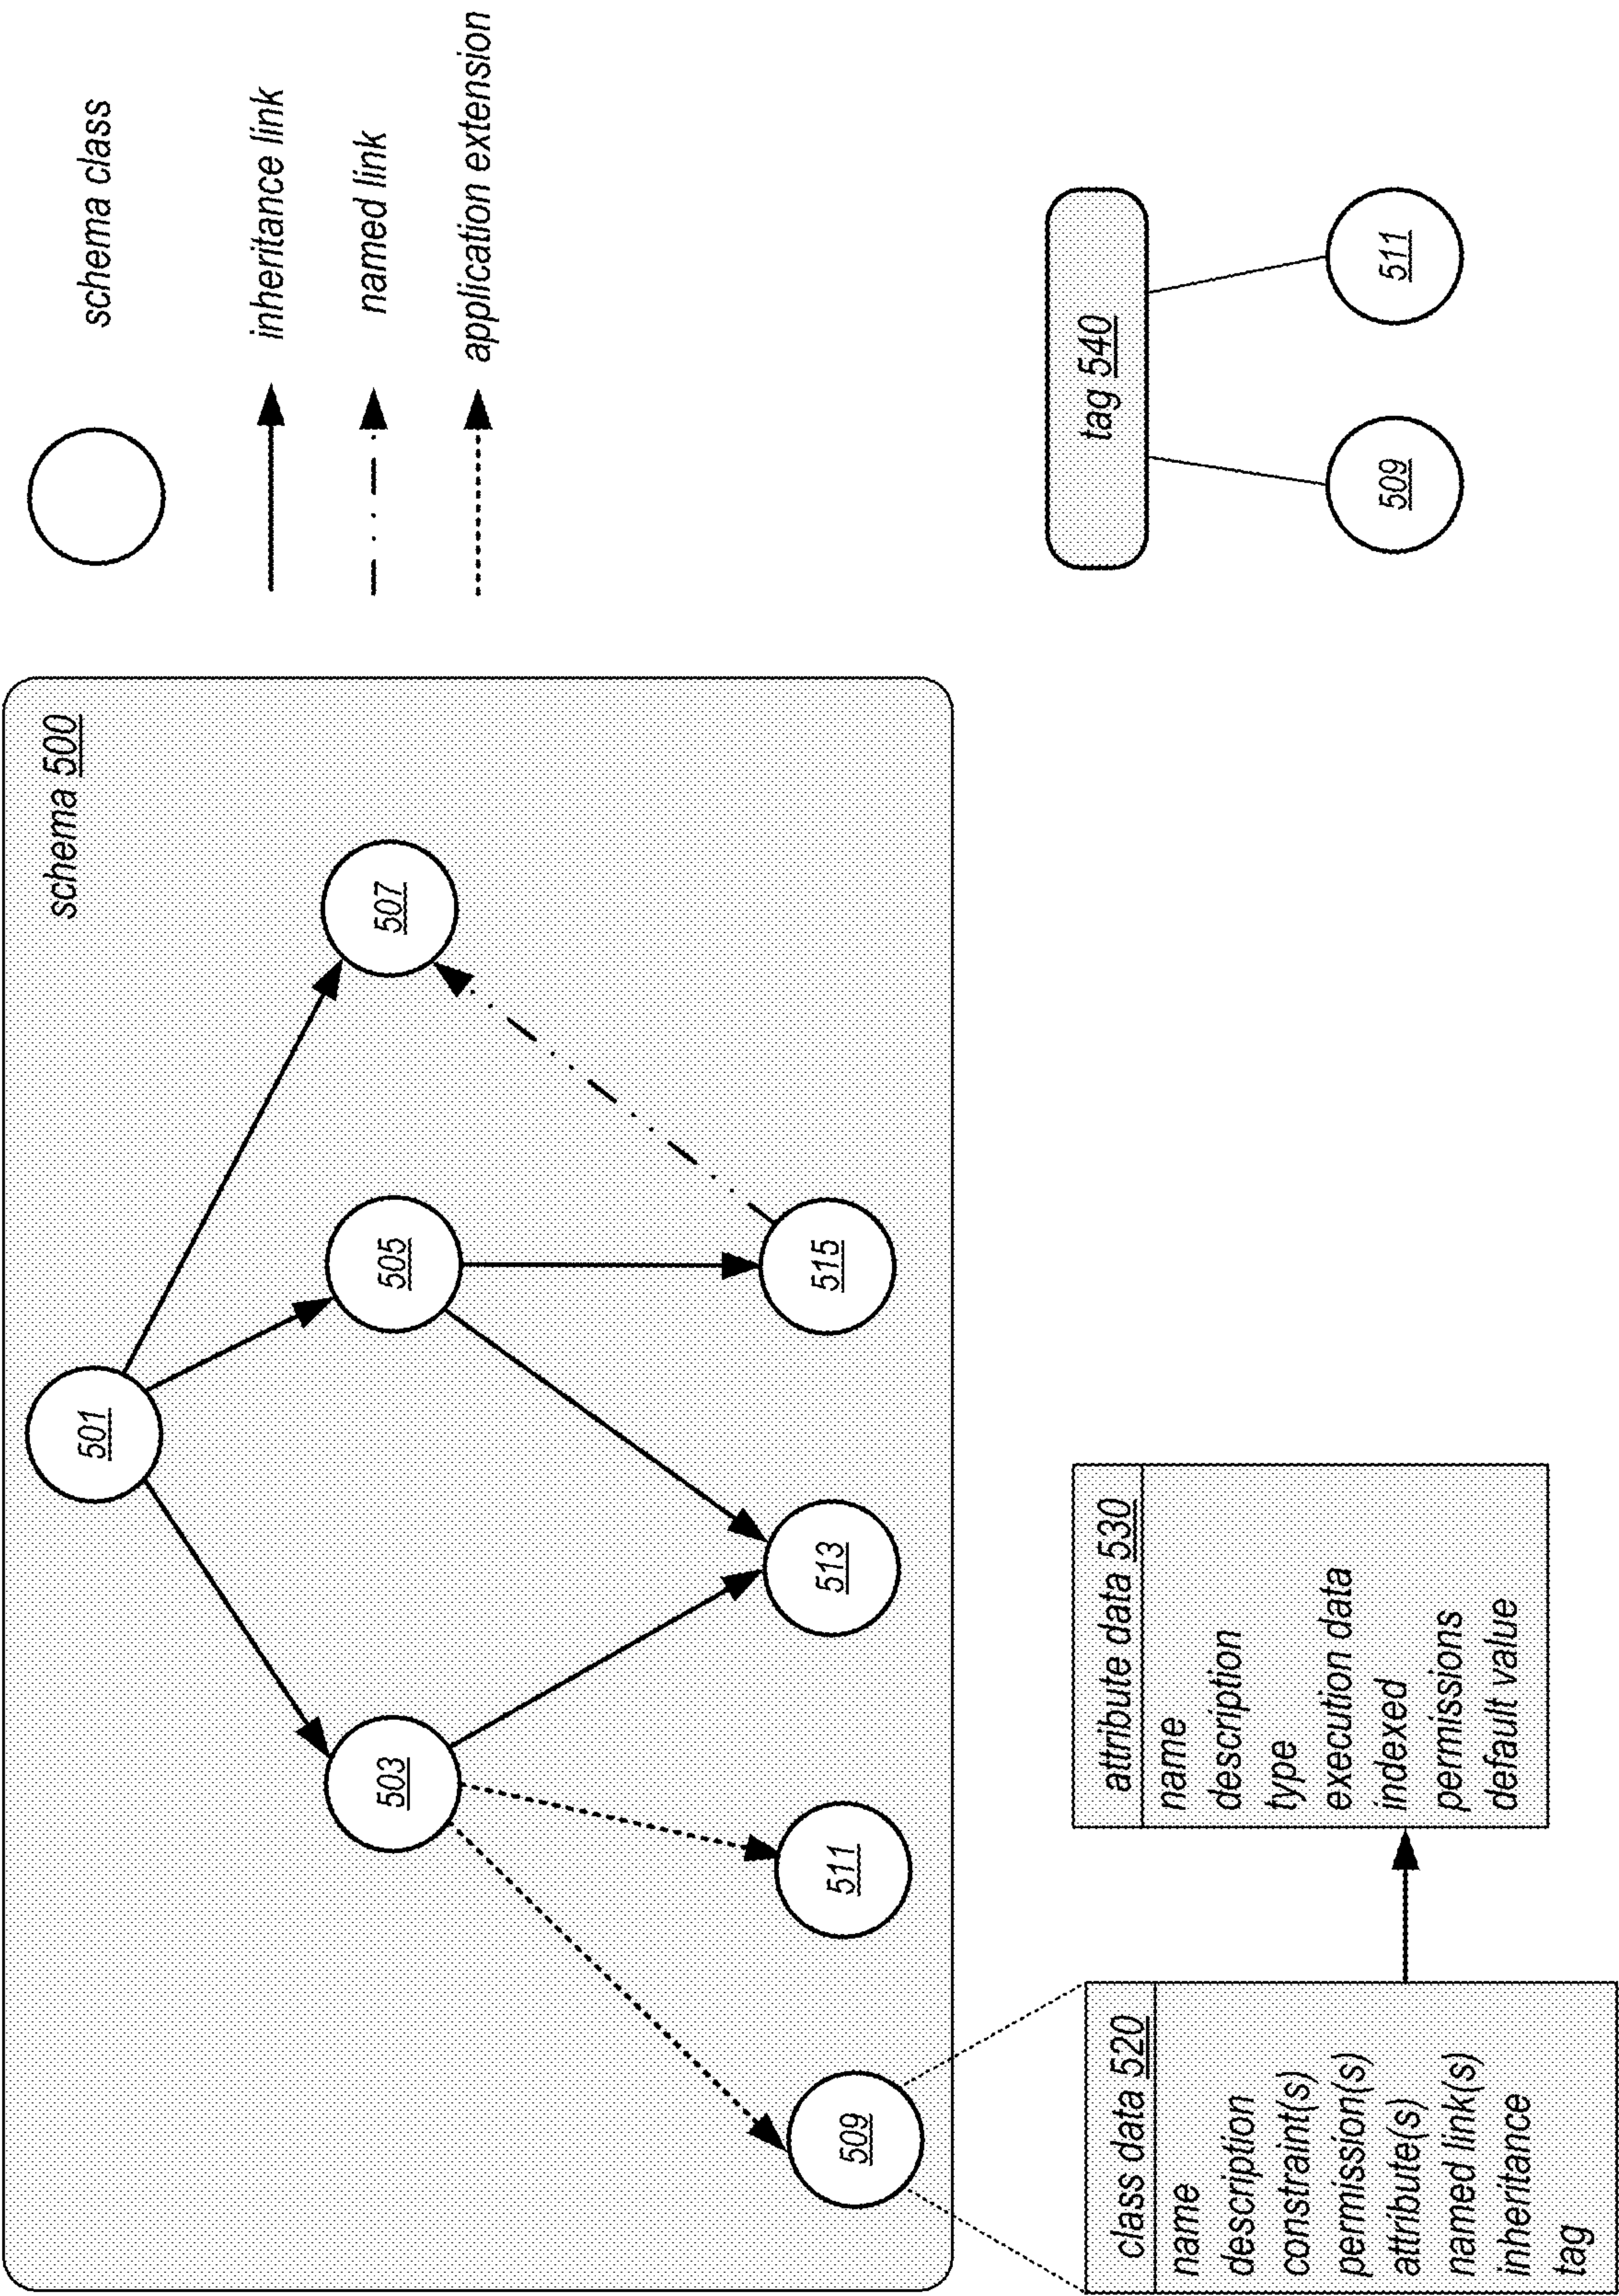 schema 500
501
503
505
507
509
511
513
515
schema class
inheritance link
named link
application extension
class data 520
name
description
constraint(s)
permission(s)
attribute(s)
named link(s)
inheritance
tag
attribute data 530
name
description
type
execution data
indexed
permissions
default value
tag 540
509
511